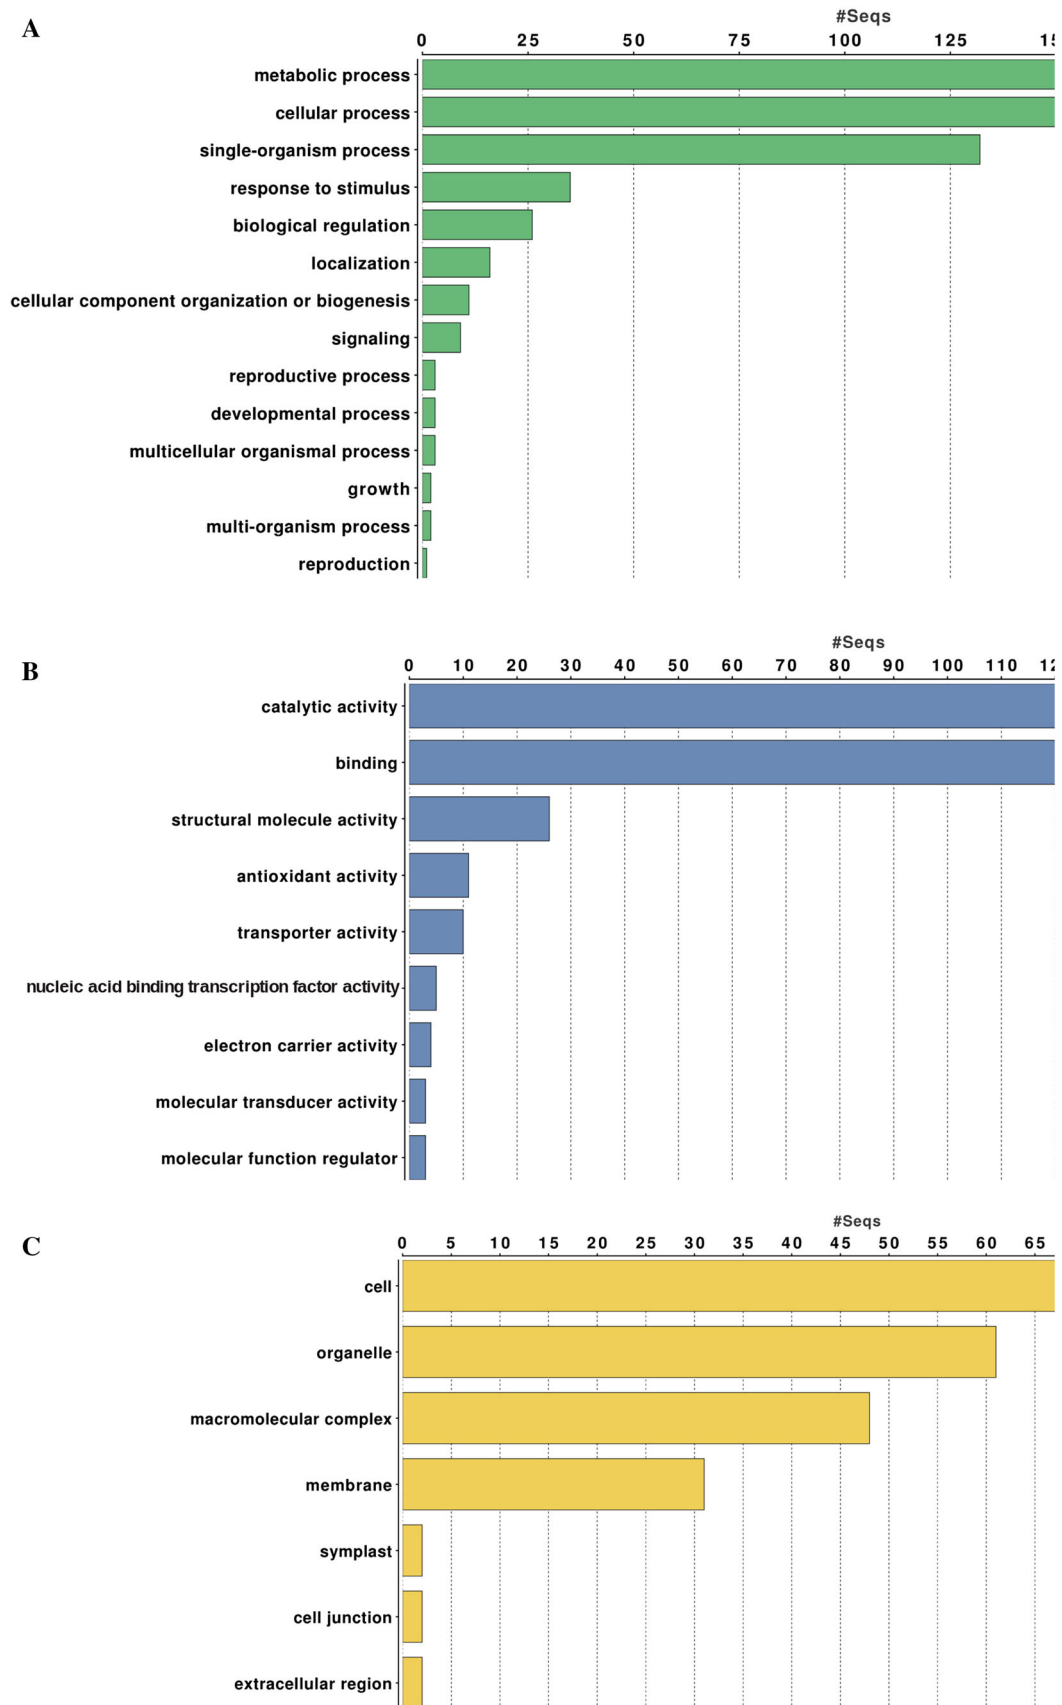 A
#Seqs
0 25 50 75 100 125
metabolic process
cellular process
single-organism process
response to stimulus
biological regulation
localization
cellular component organization or biogenesis
signaling
reproductive process
developmental process
multicellular organismal process
growth
multi-organism process
reproduction
B
#Seqs
0 10 20 30 40 50 60 70 80 90 100 110
catalytic activity
binding
structural molecule activity
antioxidant activity
transporter activity
nucleic acid binding transcription factor activity
electron carrier activity
molecular transducer activity
molecular function regulator
C
#Seqs
0 5 10 15 20 25 30 35 40 45 50 55 60 65
cell
organelle
macromolecular complex
membrane
symplast
cell junction
extracellular region